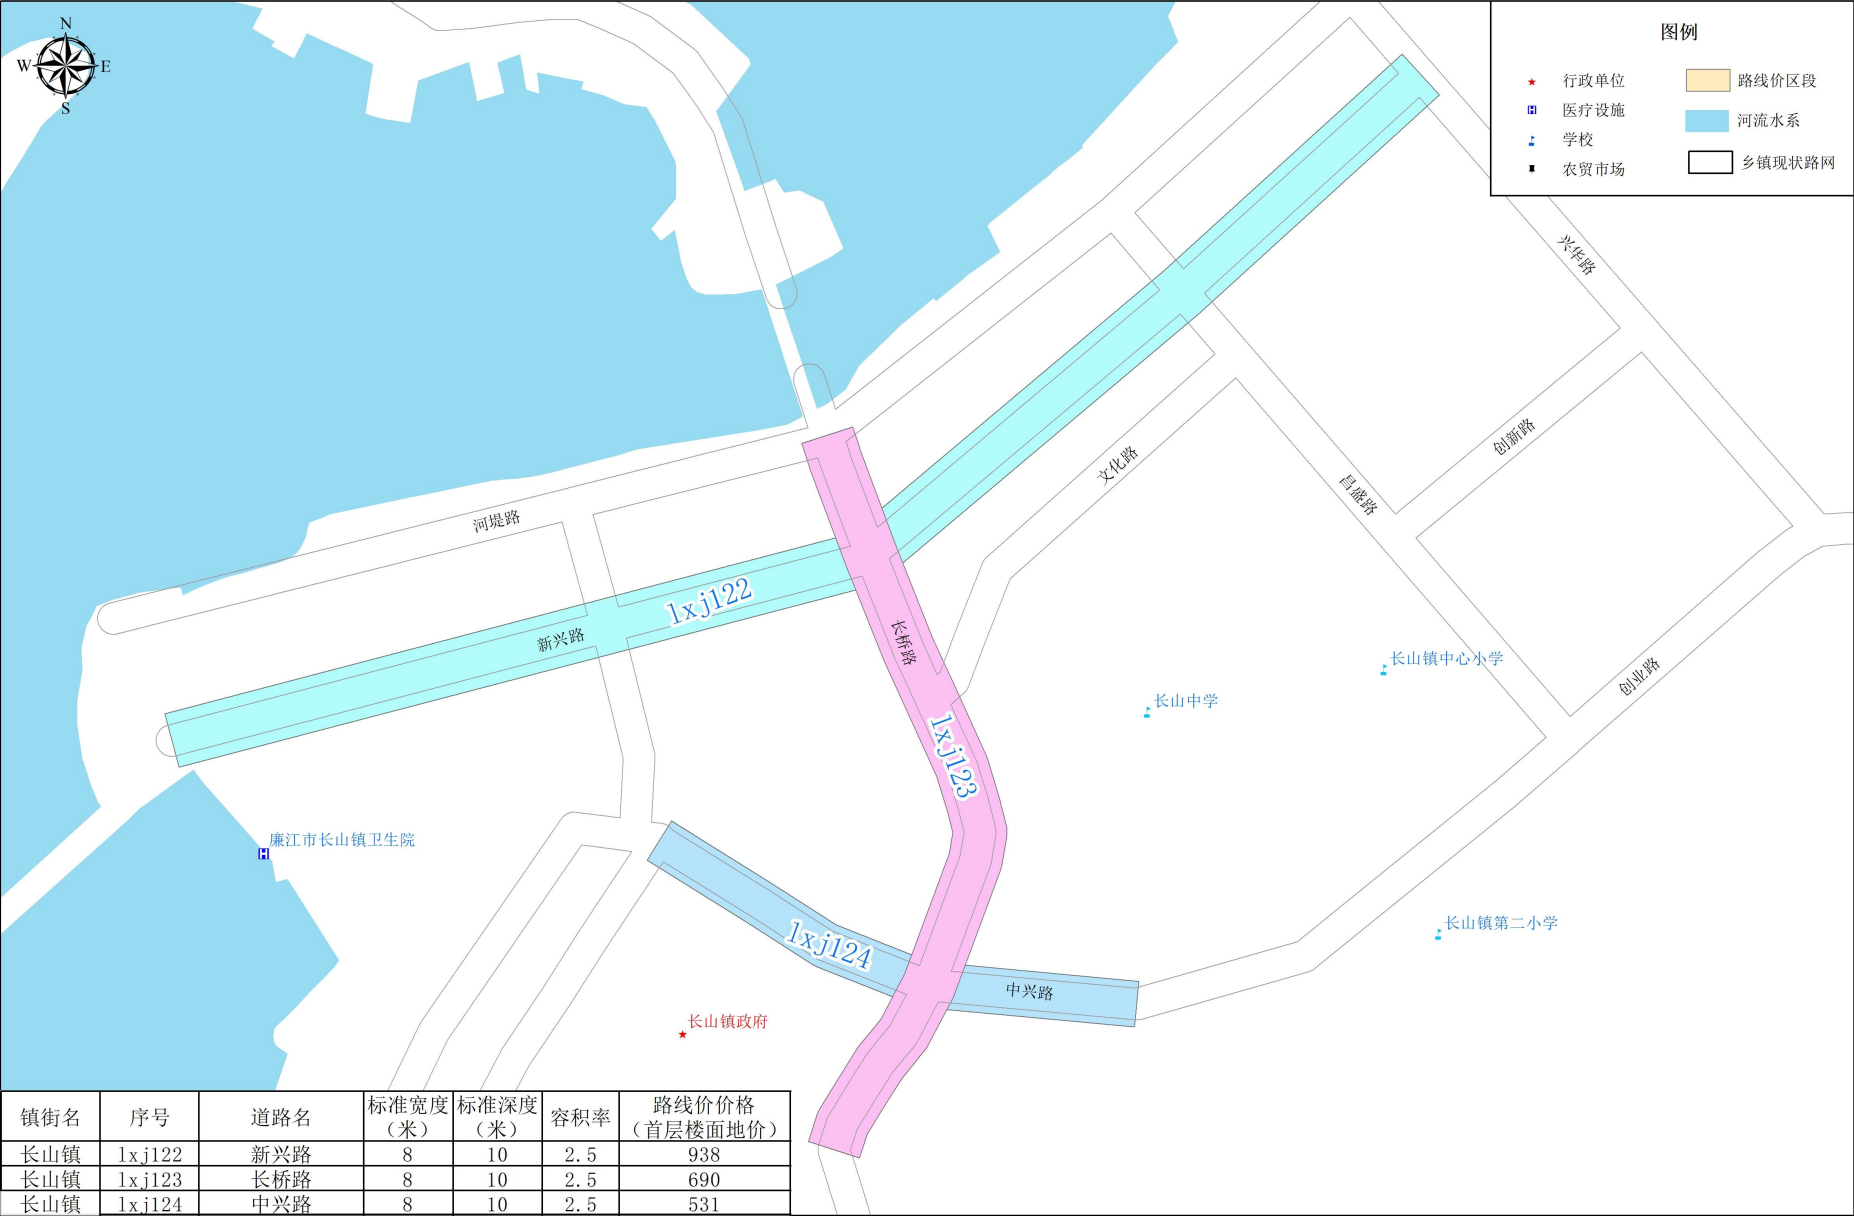 N
W E
S
图例
行政单位
路线价区段
医疗设施
河流水系
学校
乡镇现状路网
农贸市场
兴华路
创新路
文化路
昌盛路
河堤路
lxj122
新兴路
长桥路
长山镇中心小学
创业路
长山中学
lxj123
廉江市长山镇卫生院
长山镇第二小学
lxj124
中兴路
长山镇政府
镇街名 序号 道路名 标准宽度（米） 标准深度（米） 容积率 路线价价格（首层楼面地价）
长山镇 lxj122 新兴路 8 10 2.5 938
长山镇 lxj123 长桥路 8 10 2.5 690
长山镇 lxj124 中兴路 8 10 2.5 531